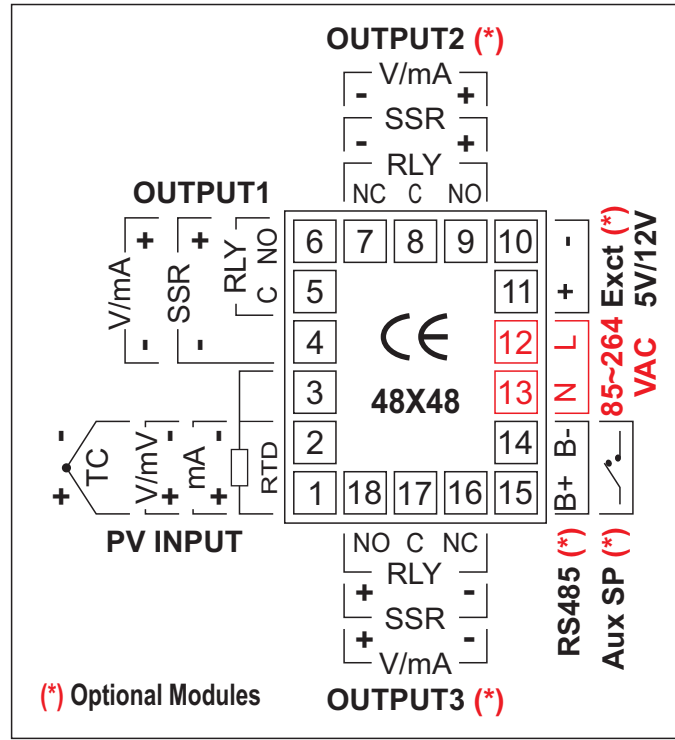 OUTPUT2 (*)
V/mA
- +
SSR
- +
RLY
NC C NO
OUTPUT1
V/mA
+ -
SSR
+ -
RLY
C NO
6 7 8 9 10
5 11
4 12
3 13
2 14
1 18 17 16 15
CE
48X48
- +
Exct (*)
5V/12V
L
N
85~264
VAC
B-
B+
RS485 (*)
Aux SP (*)
- +
TC
- +
V/mV
- +
mA
- +
RTD
PV INPUT
NO C NC
RLY
+ -
SSR
+ -
V/mA
OUTPUT3 (*)
(*) Optional Modules